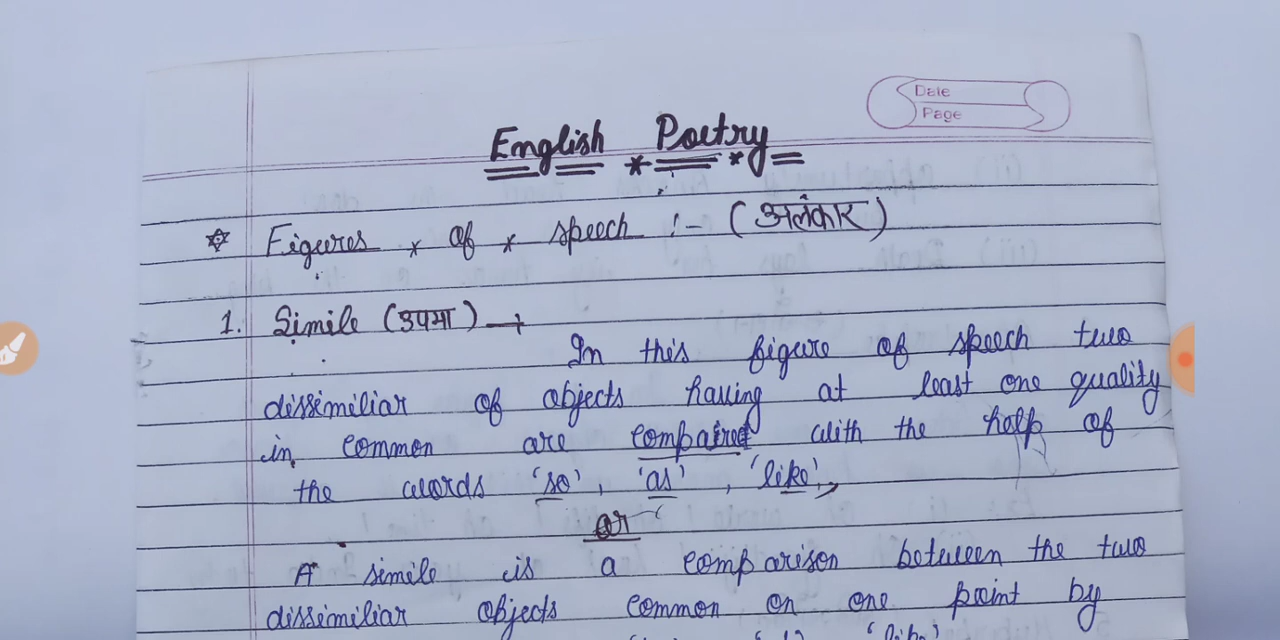 Date
Page
English Poetry
Figures of speech :- (अलंकार)
1. Simile (उपमा) →
In this figure of speech two
dissimiliar of objects having at least one quality
in common are compaired with the help of
the words 'so', 'as', 'like',
or
A simile is a comparison between the two
dissimiliar objects common on one point by
'like'